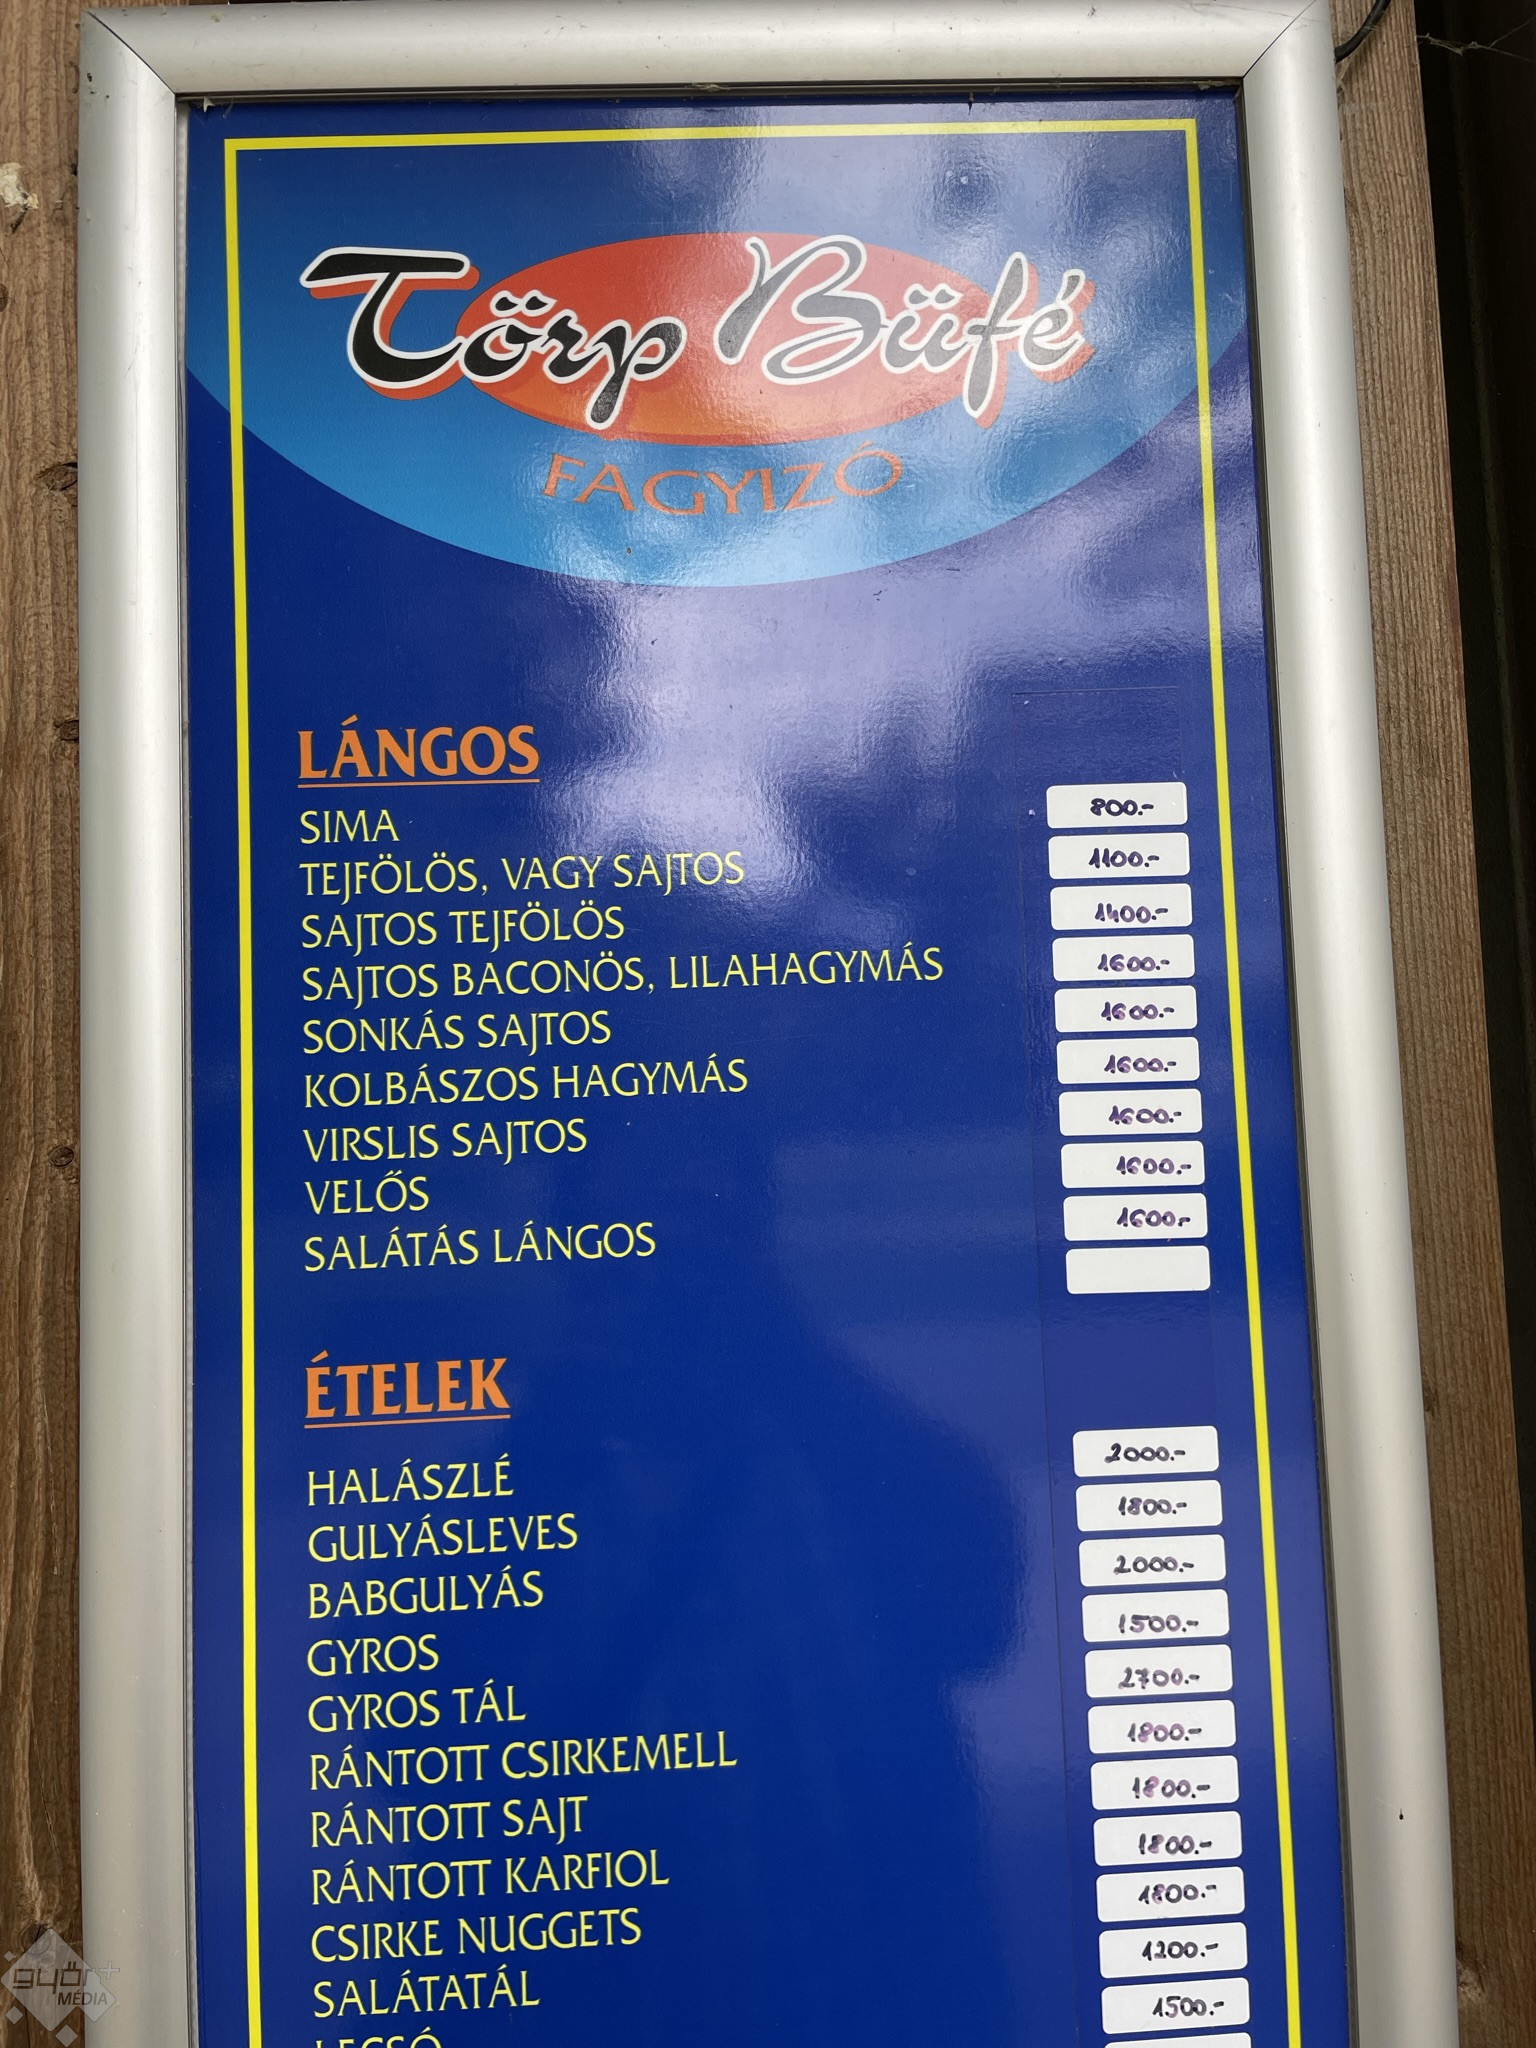 Törp Büfé
FAGYIZÓ
LÁNGOS
SIMA 800.-
TEJFÖLÖS, VAGY SAJTOS 1100.-
SAJTOS TEJFÖLÖS 1400.-
SAJTOS BACONÖS, LILAHAGYMÁS 1600.-
SONKÁS SAJTOS 1600.-
KOLBÁSZOS HAGYMÁS 1600.-
VIRSLIS SAJTOS 1600.-
VELŐS 1600.-
SALÁTÁS LÁNGOS 1600.-
ÉTELEK
HALÁSZLÉ 2000.-
GULYÁSLEVES 1800.-
BABGULYÁS 2000.-
GYROS 1500.-
GYROS TÁL 2700.-
RÁNTOTT CSIRKEMELL 1800.-
RÁNTOTT SAJT 1800.-
RÁNTOTT KARFIOL 1800.-
CSIRKE NUGGETS 1800.-
SALÁTATÁL 1200.-
LECSÓ 1500.-
győr+
MÉDIA